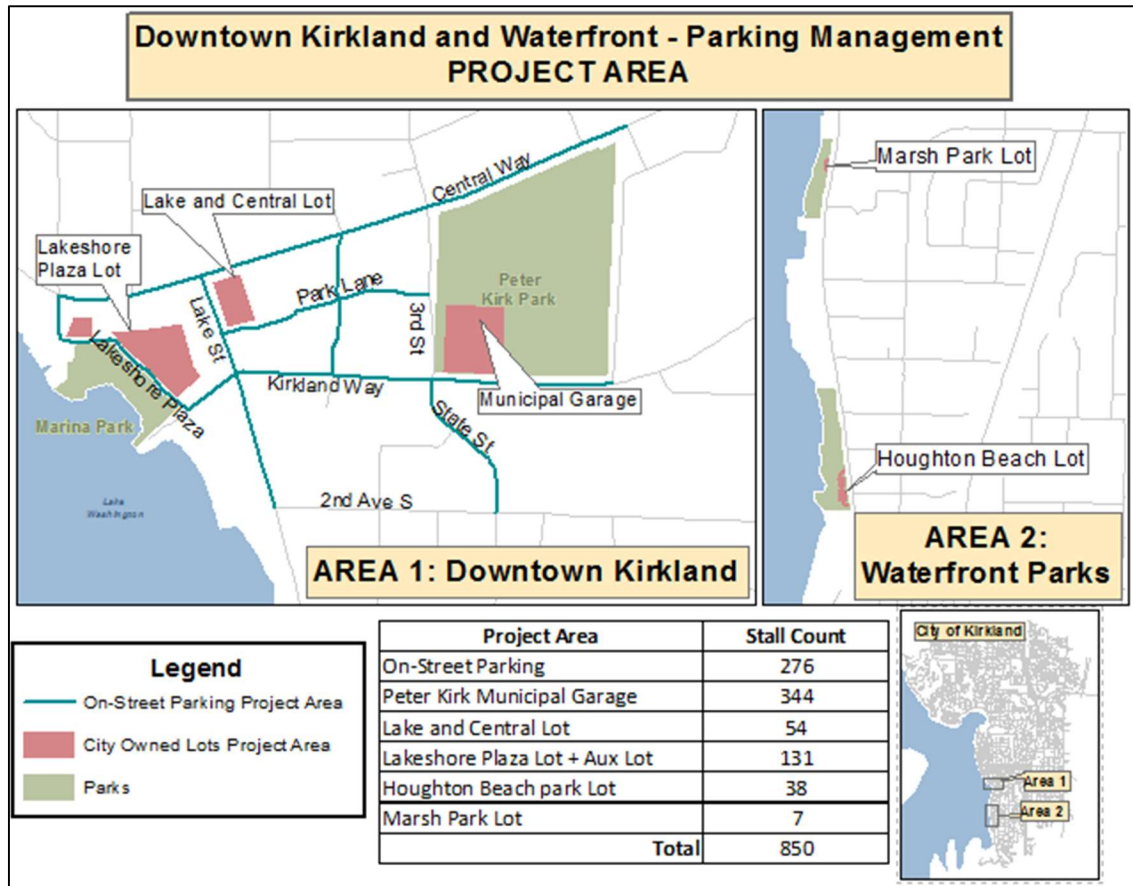 Downtown Kirkland and Waterfront - Parking Management
PROJECT AREA
Central Way
Lake and Central Lot
Lakeshore
Plaza Lot
Park Lane
Lake St
3rd St
Peter
Kirk Park
Lakeshore Plaza
Kirkland Way
Municipal Garage
Marina Park
State St
Lake
Washington
2nd Ave S
AREA 1: Downtown Kirkland
Marsh Park Lot
Houghton Beach Lot
AREA 2:
Waterfront Parks
Legend
On-Street Parking Project Area
City Owned Lots Project Area
Parks
Project Area Stall Count
On-Street Parking 276
Peter Kirk Municipal Garage 344
Lake and Central Lot 54
Lakeshore Plaza Lot + Aux Lot 131
Houghton Beach park Lot 38
Marsh Park Lot 7
Total 850
City of Kirkland
Area 1
Area 2